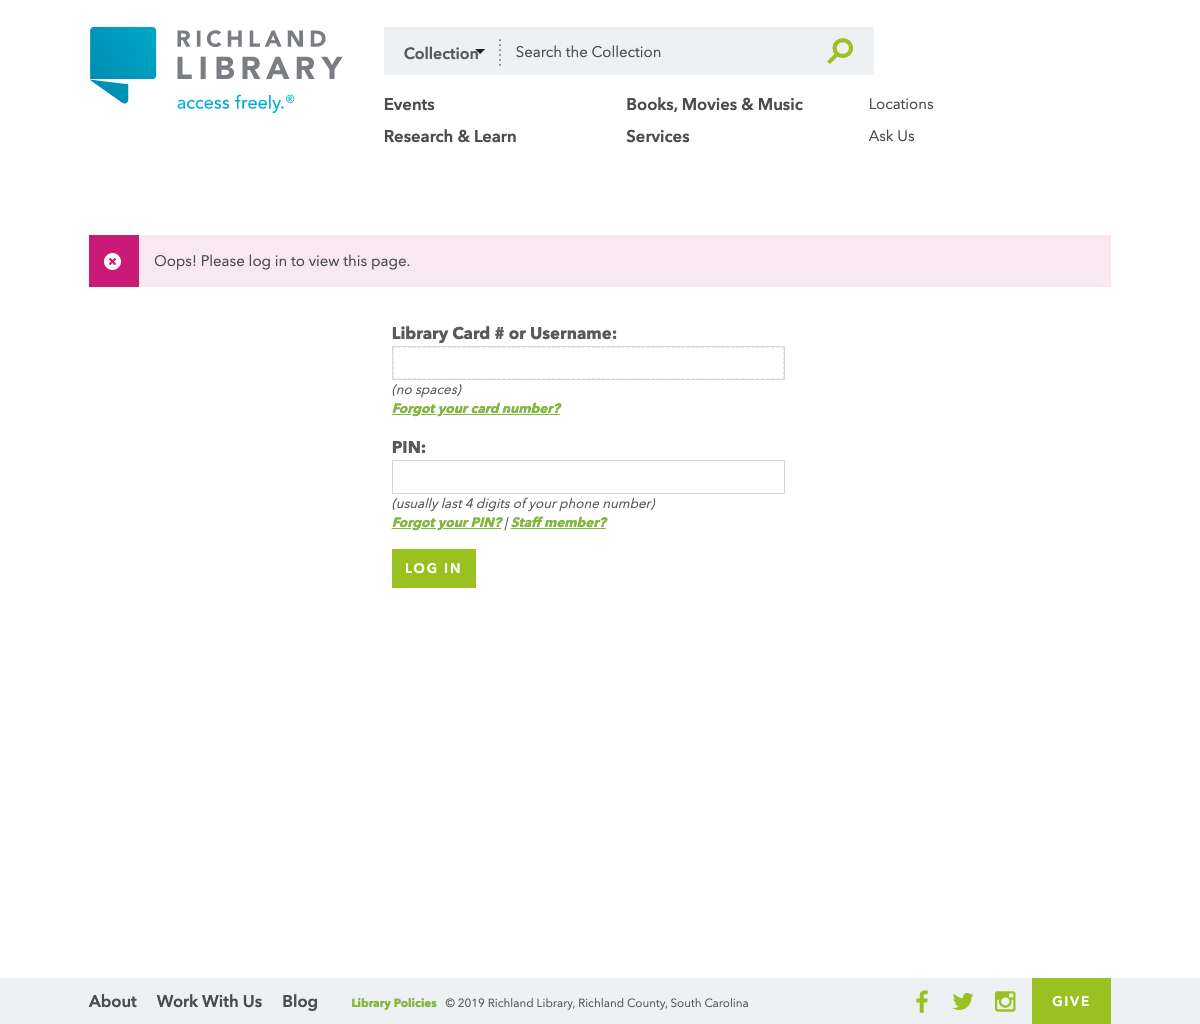 RICHLAND
LIBRARY
access freely.®
Collection
Search the Collection
Events
Books, Movies & Music
Locations
Research & Learn
Services
Ask Us
Oops! Please log in to view this page.
Library Card # or Username:
(no spaces)
Forgot your card number?
PIN:
(usually last 4 digits of your phone number)
Forgot your PIN? | Staff member?
LOG IN
About
Work With Us
Blog
Library Policies © 2019 Richland Library, Richland County, South Carolina
GIVE